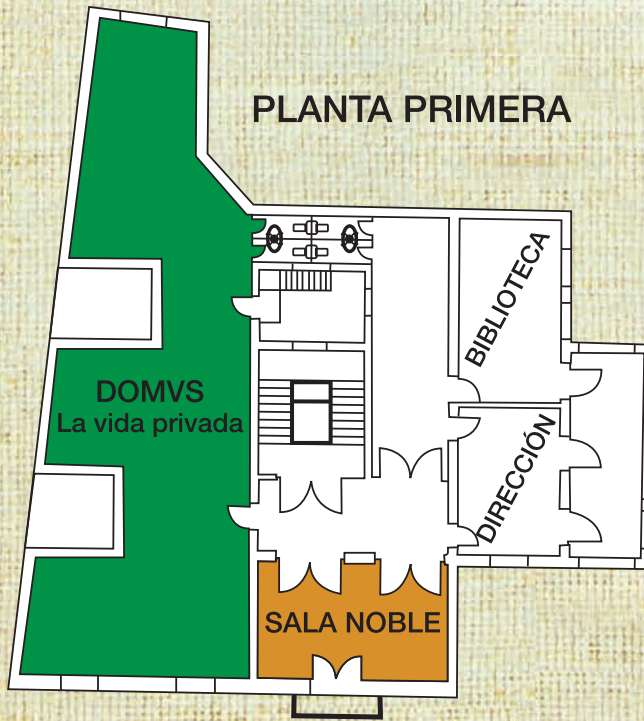 PLANTA PRIMERA
BIBLIOTECA
DOMVS
La vida privada
DIRECCIÓN
SALA NOBLE